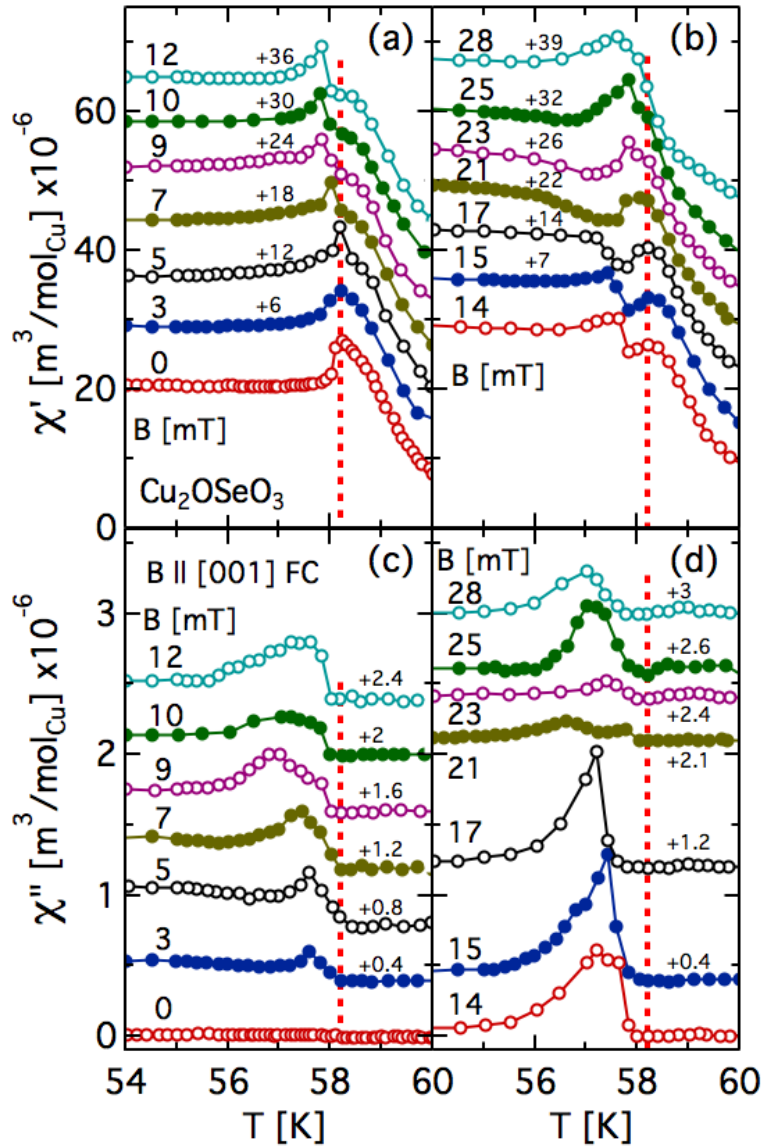 (a)
12 +36
10 +30
9 +24
7 +18
5 +12
3 +6
0
B [mT]
Cu₂OSeO₃
60
40
20
0
χ' [m³/mol_Cu] x10⁻⁶
(b)
28 +39
25 +32
23 +26
21 +22
17 +14
15 +7
14
B [mT]
(c)
B II [001] FC
B [mT]
12 +2.4
10 +2
9 +1.6
7 +1.2
5 +0.8
3 +0.4
0
3
2
1
0
χ'' [m³/mol_Cu] x10⁻⁶
54 56 58 60
T [K]
(d)
B [mT]
28 +3
25 +2.6
23 +2.4
21 +2.1
17 +1.2
15 +0.4
14
56 58 60
T [K]